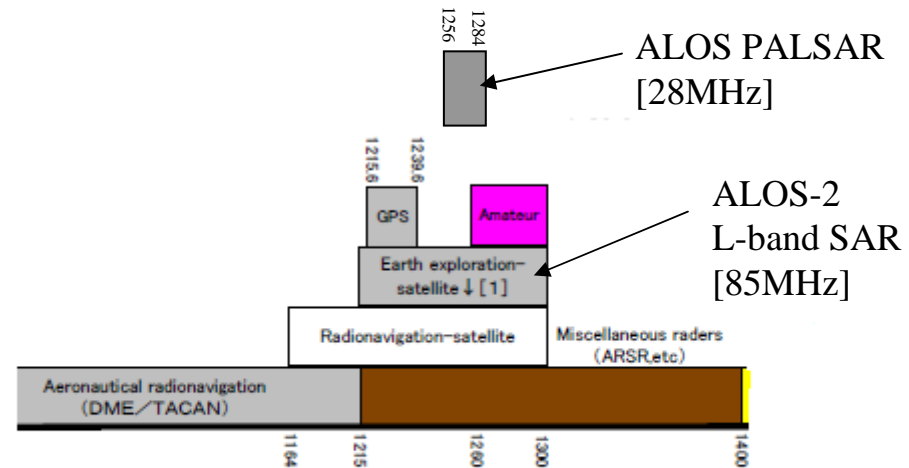 1256
1284
ALOS PALSAR
[28MHz]
1215.6
1239.6
GPS
Amateur
ALOS-2
L-band SAR
[85MHz]
Earth exploration-
satellite↓[1]
Radionavigation-satellite
Miscellaneous raders
(ARSR,etc)
Aeronautical radionavigation
(DME/TACAN)
1164
1215
1260
1300
1400